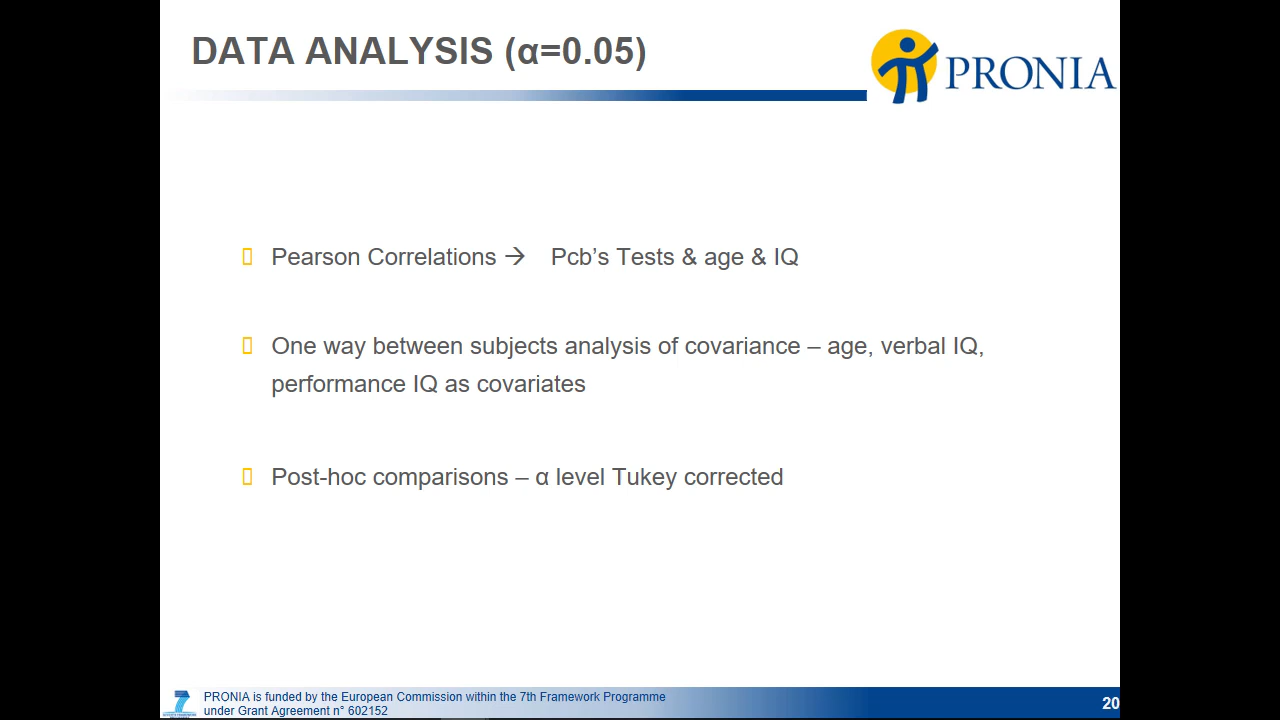 DATA ANALYSIS (α=0.05)
PRONIA
Pearson Correlations → Pcb's Tests & age & IQ
One way between subjects analysis of covariance – age, verbal IQ,
performance IQ as covariates
Post-hoc comparisons – α level Tukey corrected
PRONIA is funded by the European Commission within the 7th Framework Programme
under Grant Agreement n° 602152
20